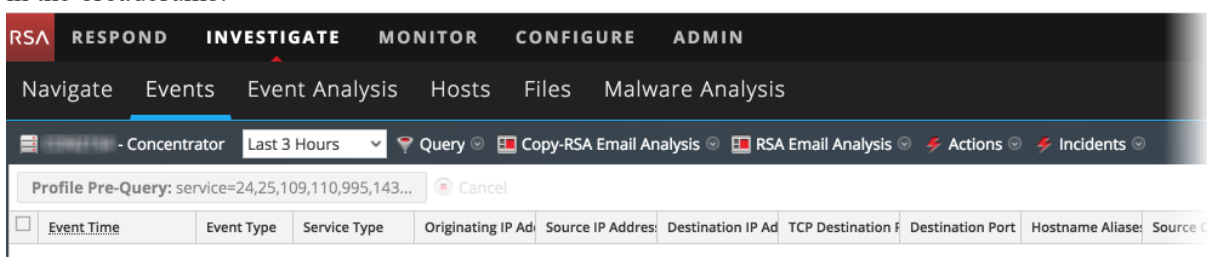 RSA RESPOND INVESTIGATE MONITOR CONFIGURE ADMIN
Navigate Events Event Analysis Hosts Files Malware Analysis
- Concentrator Last 3 Hours Query Copy-RSA Email Analysis RSA Email Analysis Actions Incidents
Profile Pre-Query: service=24,25,109,110,995,143... Cancel
Event Time Event Type Service Type Originating IP Ad Source IP Addres Destination IP Ad TCP Destination Destination Port Hostname Aliase Source